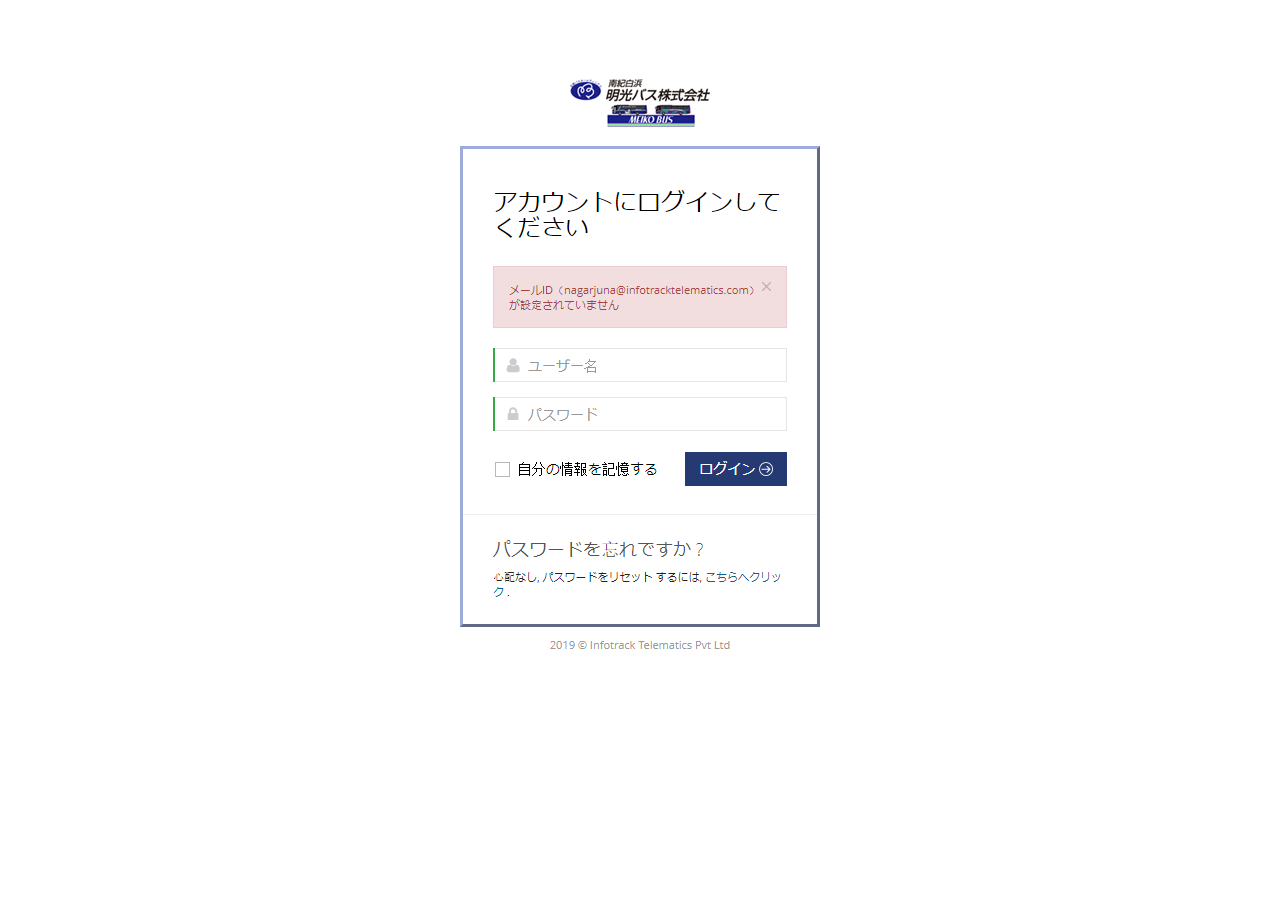 南紀白浜
明光バス株式会社
MEIKO BUS
アカウントにログインして
ください
メールID（nagarjuna@infotracktelematics.com）
が設定されていません
ユーザー名
パスワード
自分の情報を記憶する
ログイン
パスワードを忘れですか？
心配なし, パスワードをリセット するには, こちらへクリッ
ク .
2019 © Infotrack Telematics Pvt Ltd